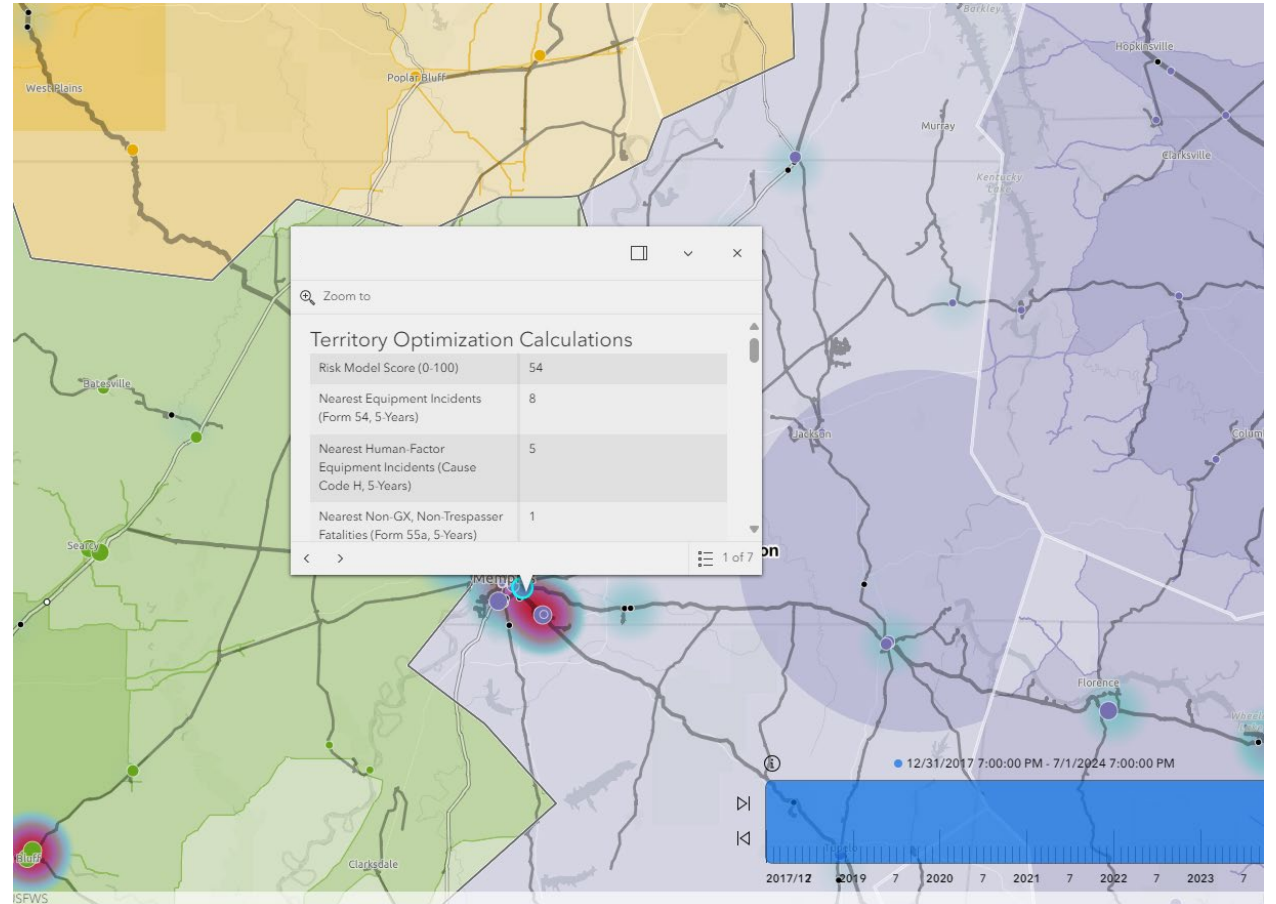 Barkley
Hopkinsville
West Plains
Poplar Bluff
Murray
Clarksville
Kentucky
Lake
Zoom to
Territory Optimization Calculations
Risk Model Score (0-100) 54
Nearest Equipment Incidents 8
(Form 54, 5-Years)
Nearest Human-Factor 5
Equipment Incidents (Cause
Code H, 5-Years)
Nearest Non-GX, Non-Trespasser 1
Fatalities (Form 55a, 5-Years)
1 of 7
Batesville
Jackson
Colum
Searcy
on
Memphis
Florence
Wheele
12/31/2017 7:00:00 PM - 7/1/2024 7:00:00 PM
Bluff
Clarksdale
2017/12 2019 7 2020 7 2021 7 2022 7 2023 7
JSFWS